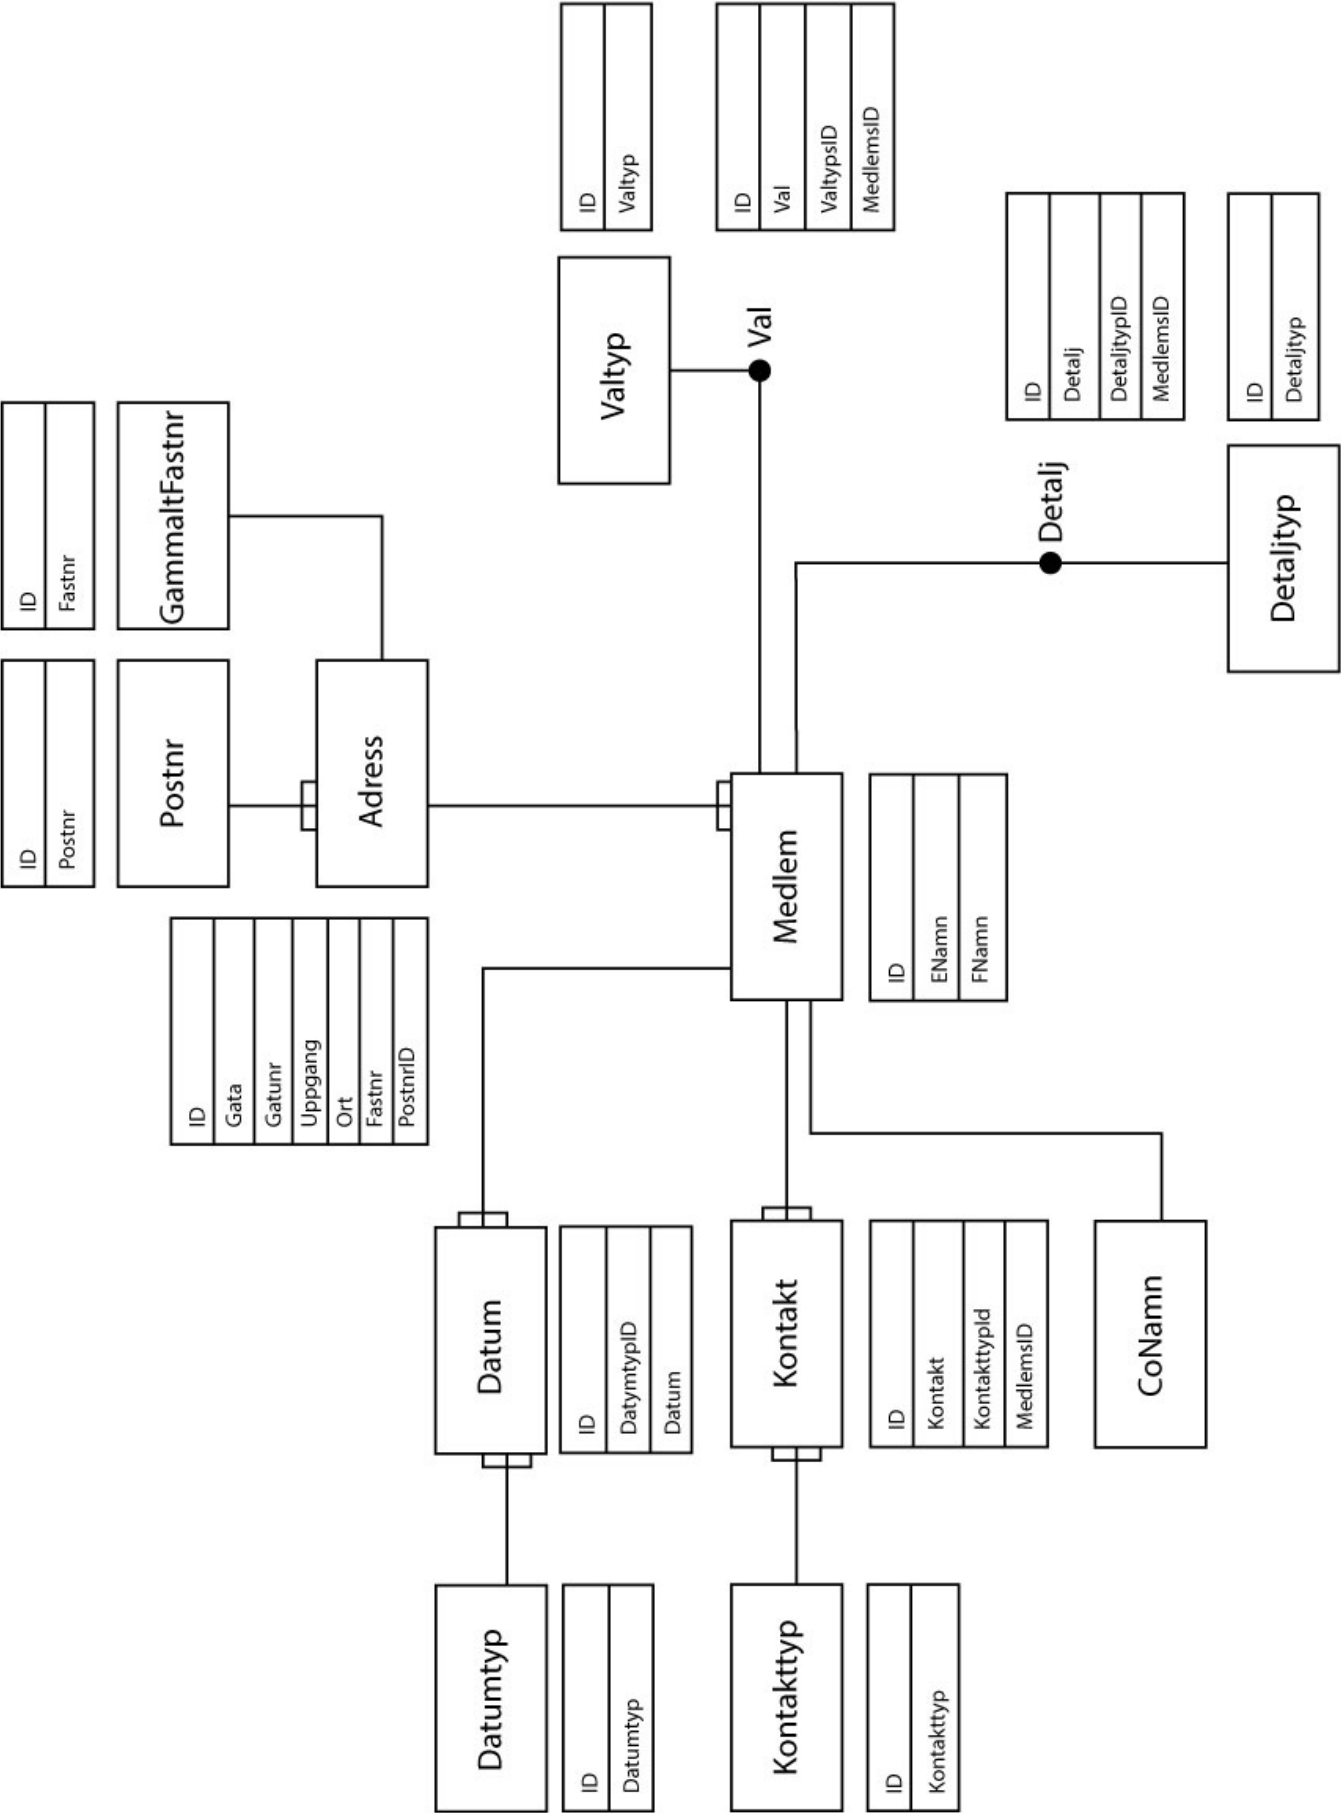 Datumtyp
ID
Datumtyp
Kontakttyp
ID
Kontakttyp
Datum
ID
DatymtypID
Datum
Kontakt
ID
Kontakt
KontakttypId
MedlemsID
CoNamn
ID
Gata
Gatunr
Uppgang
Ort
Fastnr
PostnrID
ID
Postnr
Postnr
Adress
Medlem
ID
ENamn
FNamn
ID
Fastnr
GammaltFastnr
Valtyp
ID
Valtyp
Val
ID
Val
ValtypsID
MedlemsID
Detalj
ID
Detalj
DetaljtypID
MedlemsID
Detaljtyp
ID
Detaljtyp